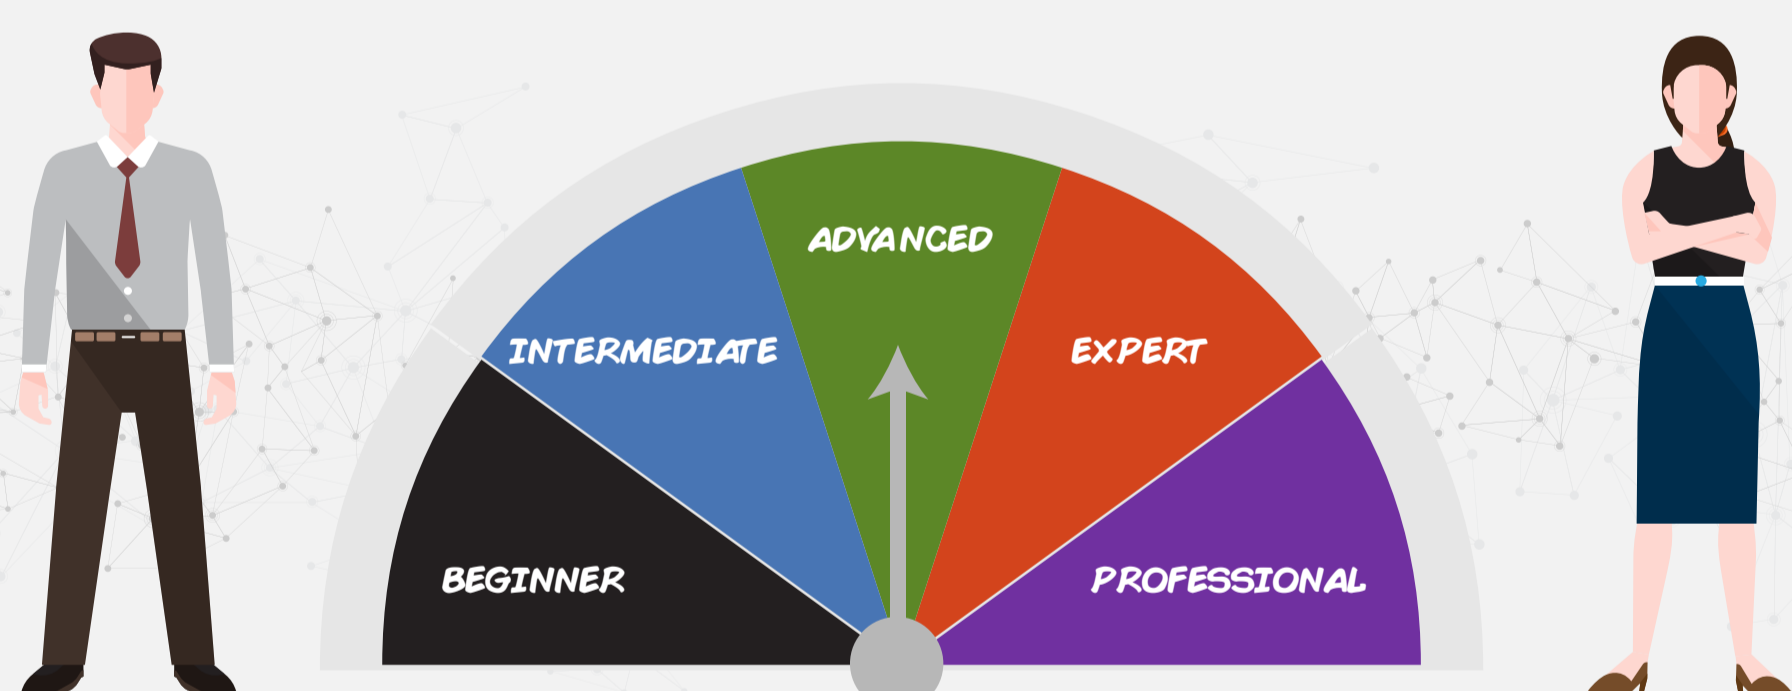 ADVANCED
INTERMEDIATE
EXPERT
BEGINNER
PROFESSIONAL